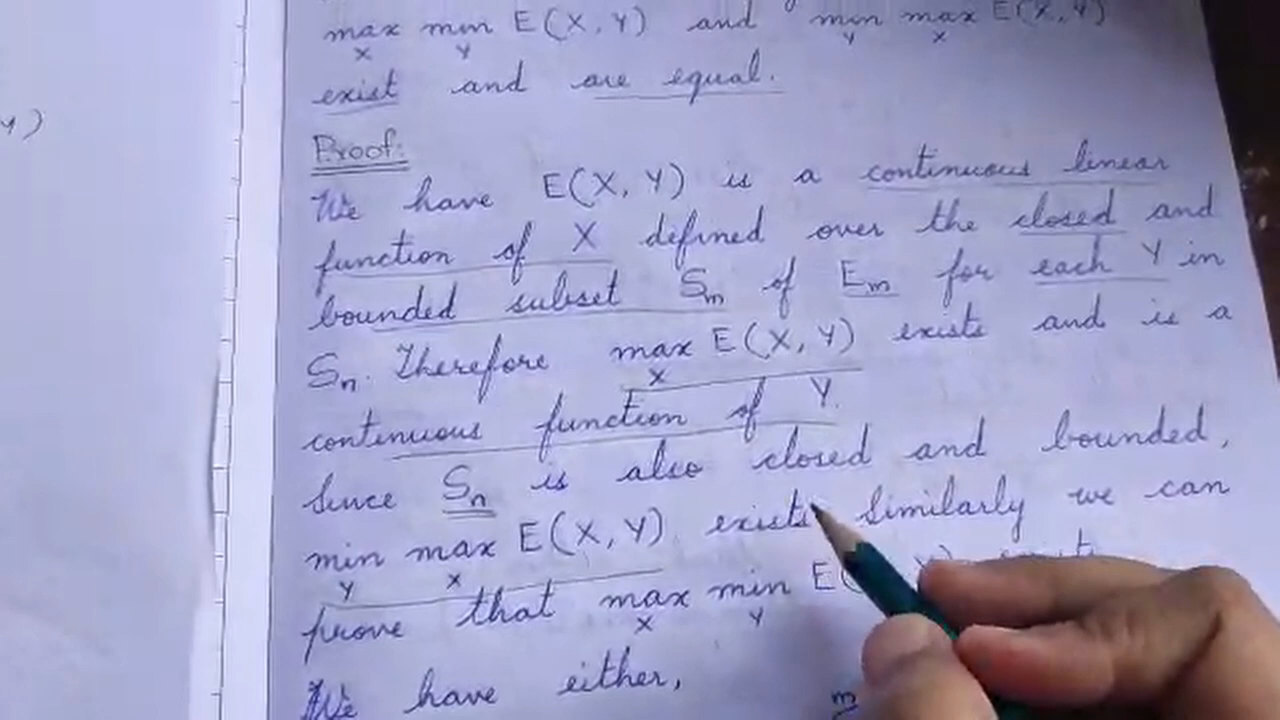 max min E(X, Y) and min max E(X, Y)
X Y Y X
exist and are equal.
Y)
Proof:
We have E(X, Y) is a continuous linear
function of X defined over the closed and
bounded subset Sm of Em for each Y in
Sn. Therefore max E(X, Y) exists and is a
X
continuous function of Y.
Since Sn is also closed and bounded,
min max E(X, Y) exists. Similarly we can
Y X
prove that max min E(
X Y
We have either,